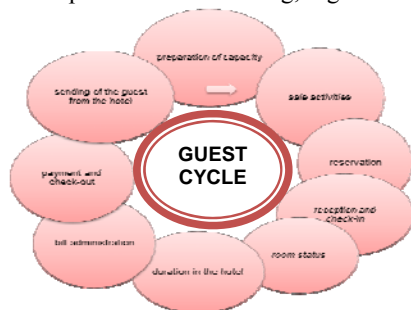 preparation of capacity
sale activities
reservation
reception and
check-in
room status
duration in the hotel
bill administration
payment and
check-out
sending of the guest
from the hotel
GUEST
CYCLE